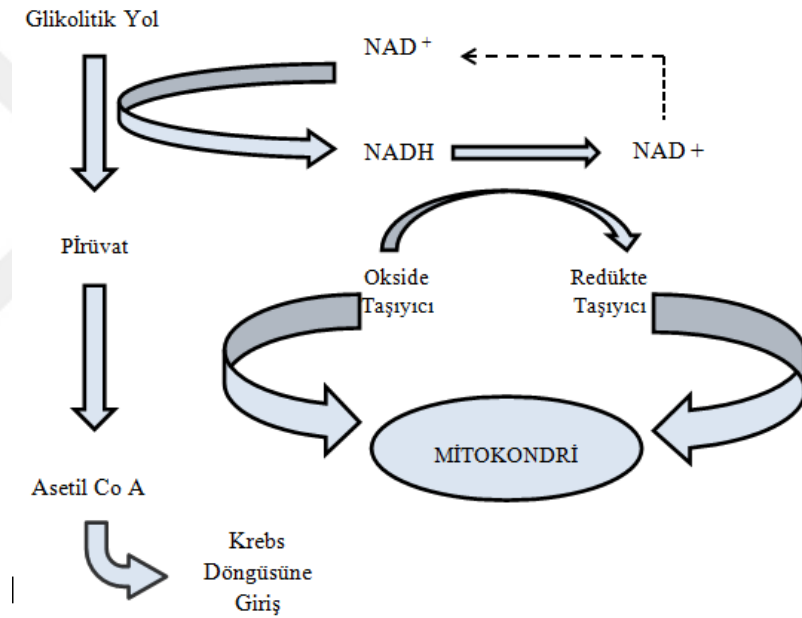 Glikolitik Yol
NAD +
NADH
NAD +
Pİrüvat
Okside
Taşıyıcı
Redükte
Taşıyıcı
MİTOKONDRİ
Asetil Co A
Krebs
Döngüsüne
Giriş